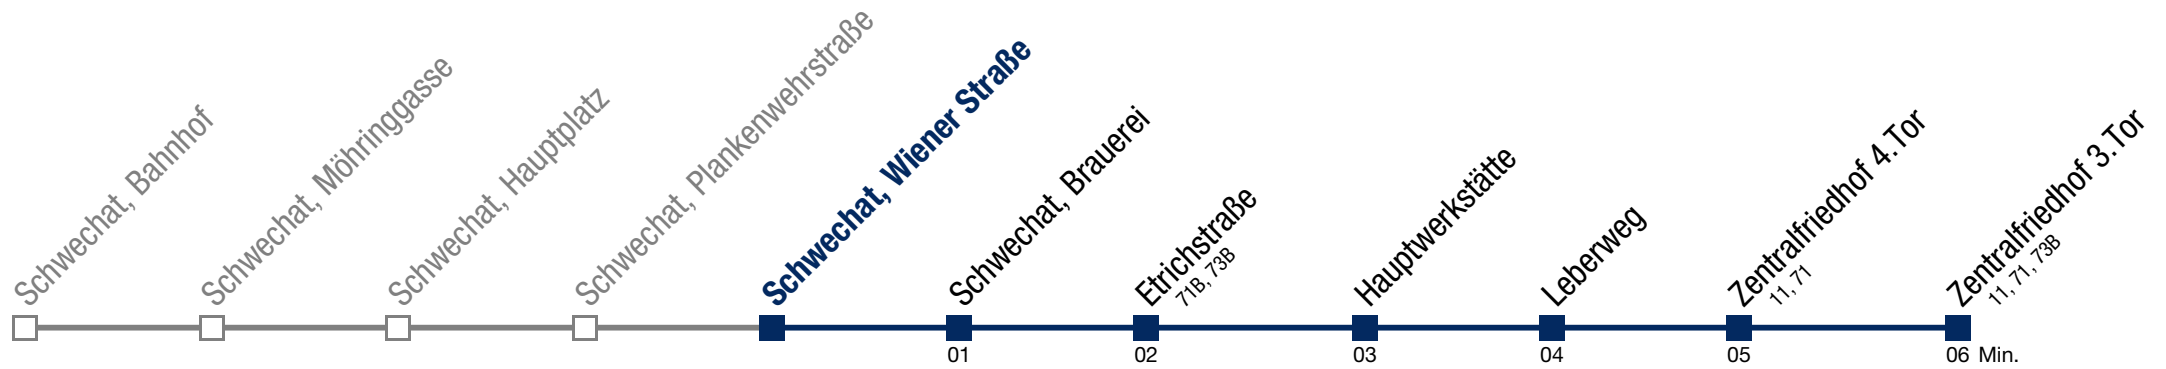 Schwechat, Bahnhof
Schwechat, Möhringgasse
Schwechat, Hauptplatz
Schwechat, Plankenwehrstraße
Schwechat, Wiener Straße
Schwechat, Brauerei
Etrichstraße
71B, 73B
Hauptwerkstätte
Leberweg
Zentralfriedhof 4.Tor
11, 71
Zentralfriedhof 3.Tor
11, 71, 73B
01 02 03 04 05 06 Min.